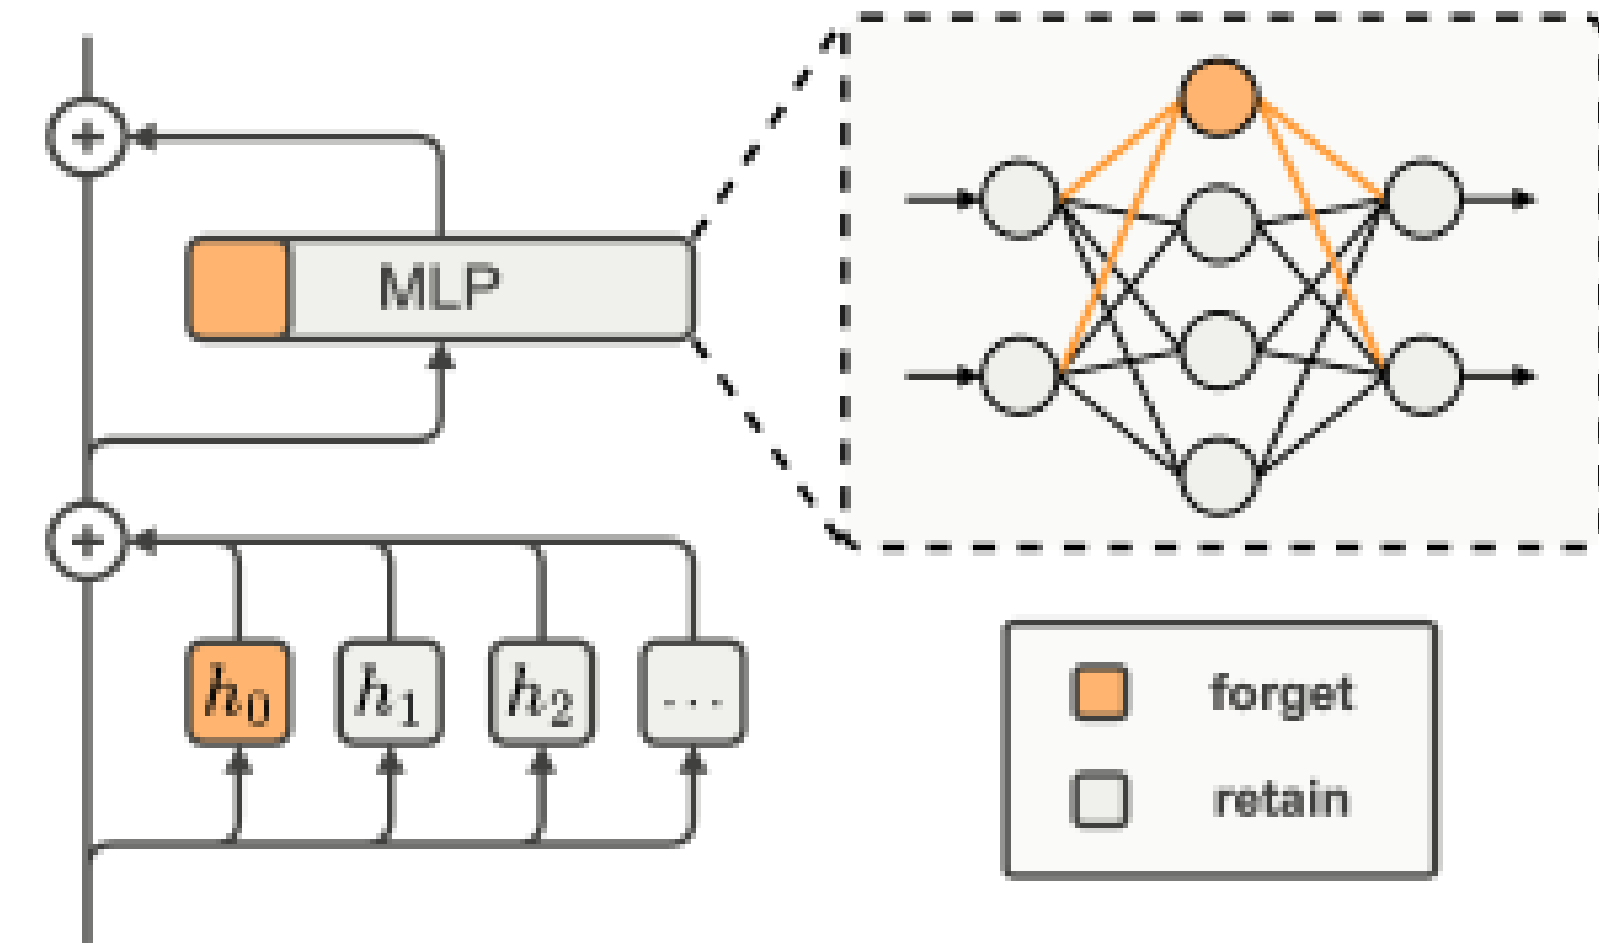 +
MLP
+
h₀ h₁ h₂ ...
forget
retain